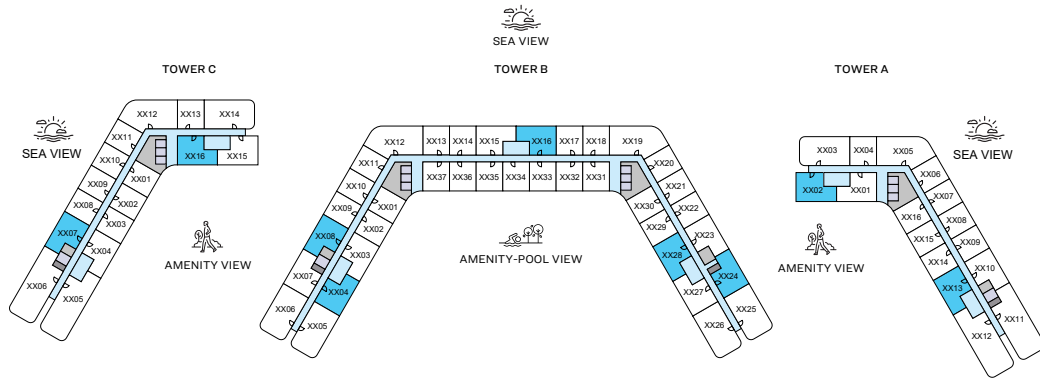 SEA VIEW
TOWER C
TOWER B
TOWER A
SEA VIEW
XX12
XX13
XX14
XX11
XX10
XX09
XX08
XX07
XX06
XX16
XX15
XX01
XX02
XX03
XX04
XX05
AMENITY VIEW
XX12
XX13
XX14
XX15
XX16
XX17
XX18
XX19
XX11
XX10
XX09
XX08
XX07
XX06
XX37
XX36
XX35
XX34
XX33
XX32
XX31
XX01
XX02
XX03
XX04
XX05
XX20
XX21
XX22
XX23
XX24
XX25
XX30
XX29
XX28
XX27
XX26
AMENITY-POOL VIEW
XX03
XX04
XX05
XX02
XX01
XX06
XX07
XX08
XX09
XX10
XX11
XX16
XX15
XX14
XX13
XX12
SEA VIEW
AMENITY VIEW